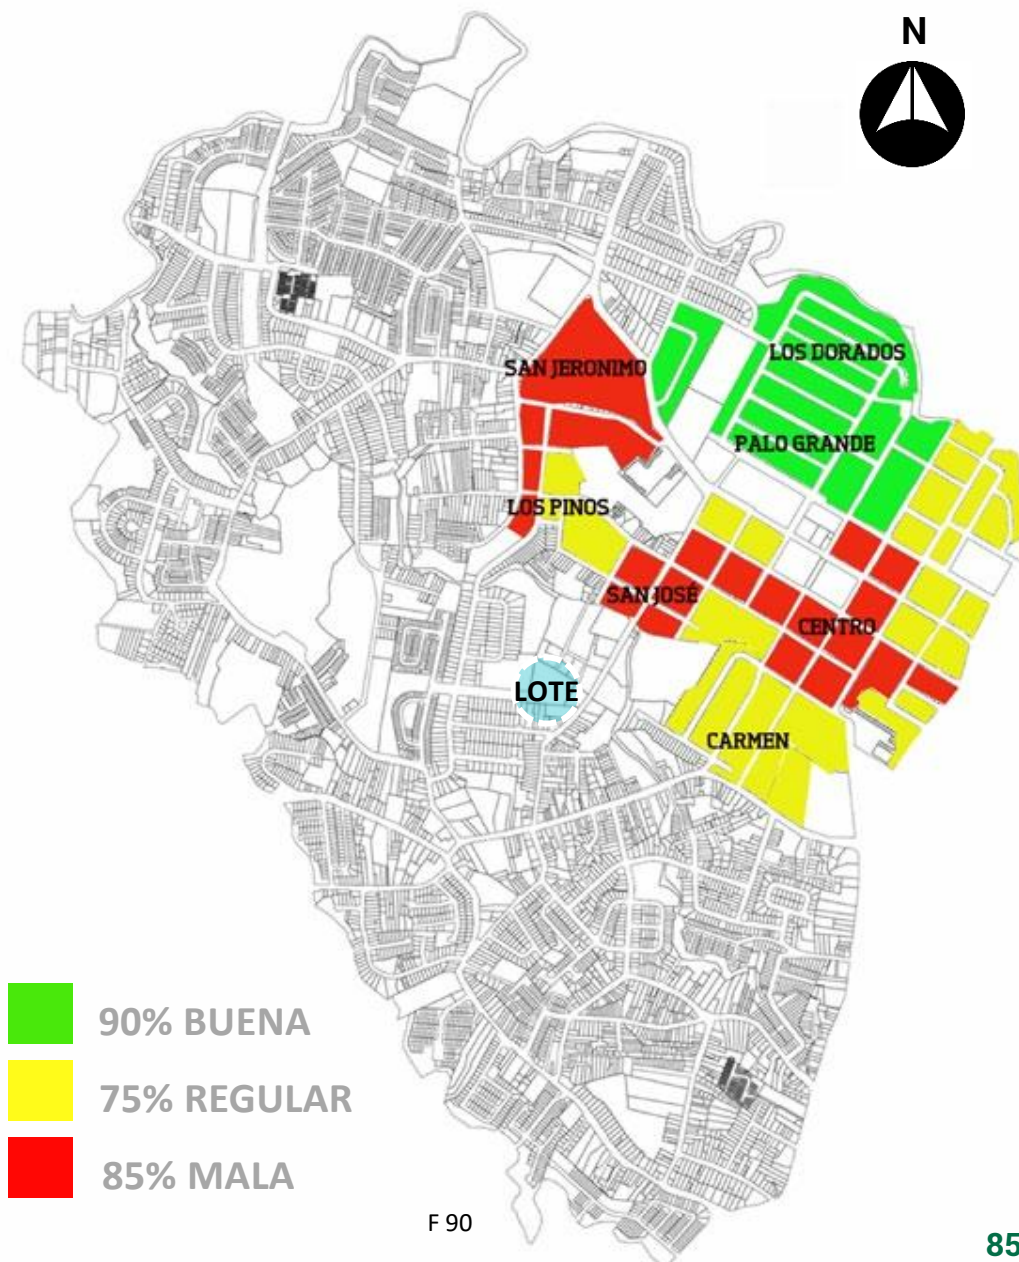 N
LOS DORADOS
SAN JERONIMO
PALO GRANDE
LOS PINOS
SAN JOSÉ
CENTRO
LOTE
CARMEN
90% BUENA
75% REGULAR
85% MALA
F 90
85